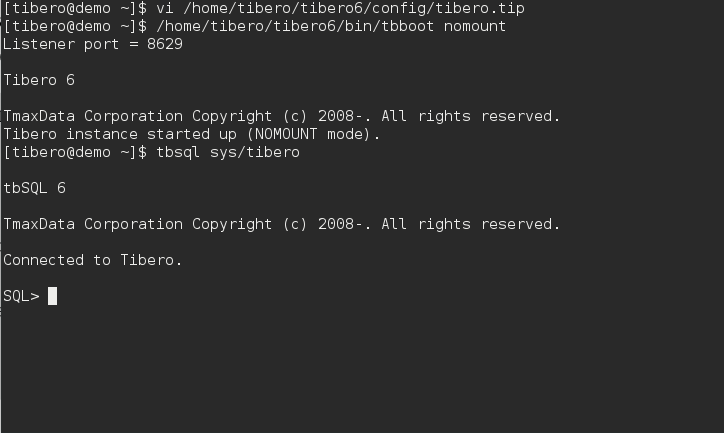 [tibero@demo ~]$ vi /home/tibero/tibero6/config/tibero.tip
[tibero@demo ~]$ /home/tibero/tibero6/bin/tbboot nomount
Listener port = 8629
Tibero 6
TmaxData Corporation Copyright (c) 2008-. All rights reserved.
Tibero instance started up (NOMOUNT mode).
[tibero@demo ~]$ tbsql sys/tibero
tbSQL 6
TmaxData Corporation Copyright (c) 2008-. All rights reserved.
Connected to Tibero.
SQL>